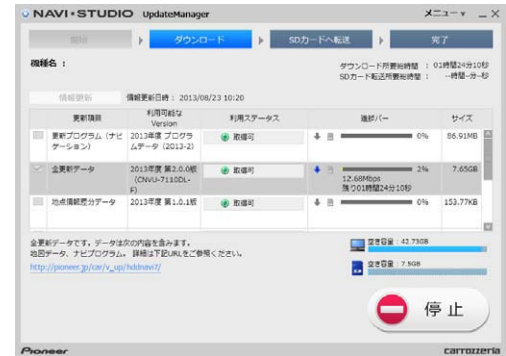 NAVI・STUDIO UpdateManager
メニュー
開始
ダウンロード
SDカードへ転送
完了
機種名 :
ダウンロード所要総時間 : 01時間24分10秒
SDカード転送所要総時間 : --時間--分--秒
情報更新
情報更新日時 : 2013/08/23 10:20
更新項目
利用可能な Version
利用ステータス
進捗バー
サイズ
更新プログラム (ナビゲーション)
2013年度 プログラムデータ (2013-2)
取得可
0%
86.91MB
全更新データ
2013年度 第2.0.0版 (CNVU-7110DL-F)
取得可
2%
12.68Mbps
残り01時間24分10秒
7.65GB
地点情報差分データ
2013年度 第1.0.1版
取得可
0%
153.77KB
全更新データです。データは次の内容を含みます。
地図データ、ナビプログラム。 詳細は下記URLをご参照ください。
http://pioneer.jp/car/v_up/hddnavi7/
空き容量 : 42.73GB
空き容量 : 7.5GB
停止
Pioneer
carrozzeria